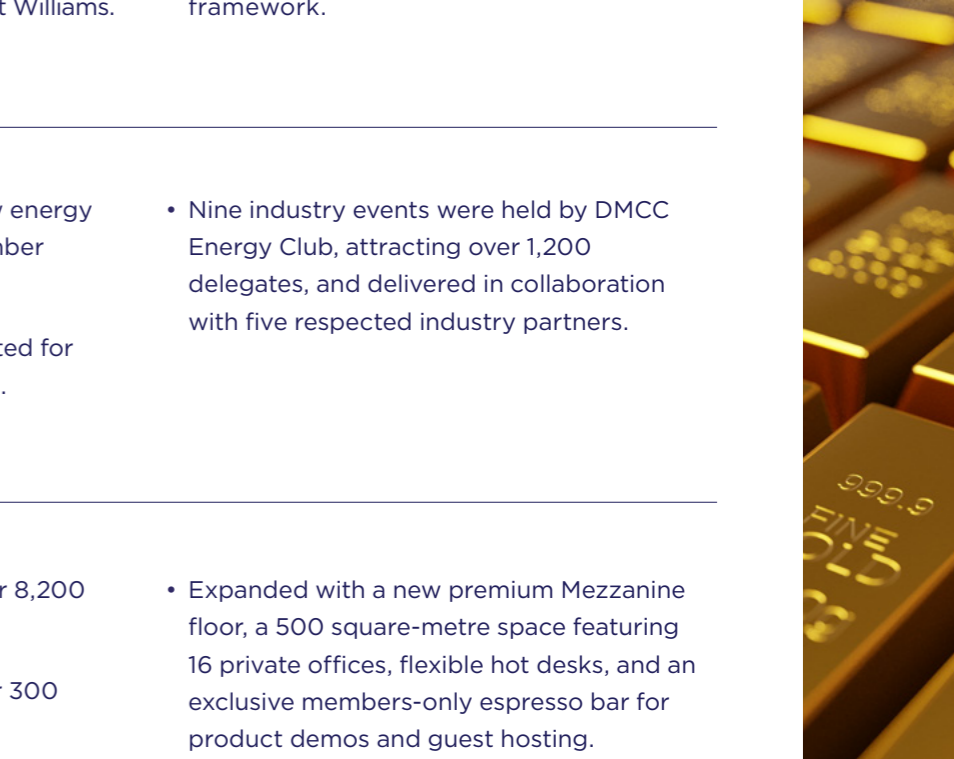 t Williams.
framework.
energy
mber
ted for
.
• Nine industry events were held by DMCC
Energy Club, attracting over 1,200
delegates, and delivered in collaboration
with five respected industry partners.
r 8,200
r 300
• Expanded with a new premium Mezzanine
floor, a 500 square-metre space featuring
16 private offices, flexible hot desks, and an
exclusive members-only espresso bar for
product demos and guest hosting.
999.9
FINE
OLD